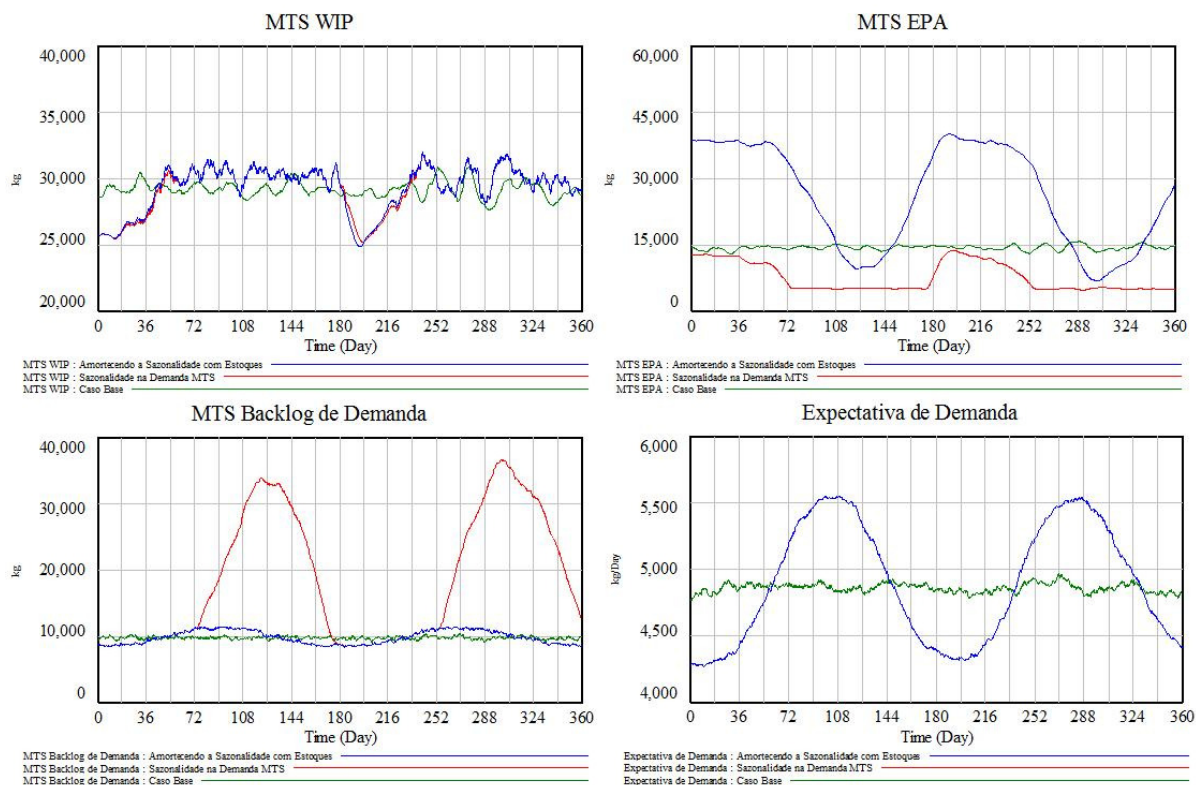 MTS WIP
40,000
35,000
30,000
25,000
20,000
kg
0 36 72 108 144 180 216 252 288 324 360
Time (Day)
MTS WIP : Amortecendo a Sazonalidade com Estoques
MTS WIP : Sazonalidade na Demanda MTS
MTS WIP : Caso Base
MTS EPA
60,000
45,000
30,000
15,000
0
kg
0 36 72 108 144 180 216 252 288 324 360
Time (Day)
MTS EPA : Amortecendo a Sazonalidade com Estoques
MTS EPA : Sazonalidade na Demanda MTS
MTS EPA : Caso Base
MTS Backlog de Demanda
40,000
30,000
20,000
10,000
0
kg
0 36 72 108 144 180 216 252 288 324 360
Time (Day)
MTS Backlog de Demanda : Amortecendo a Sazonalidade com Estoques
MTS Backlog de Demanda : Sazonalidade na Demanda MTS
MTS Backlog de Demanda : Caso Base
Expectativa de Demanda
6,000
5,500
5,000
4,500
4,000
kg/Day
0 36 72 108 144 180 216 252 288 324 360
Time (Day)
Expectativa de Demanda : Amortecendo a Sazonalidade com Estoques
Expectativa de Demanda : Sazonalidade na Demanda MTS
Expectativa de Demanda : Caso Base